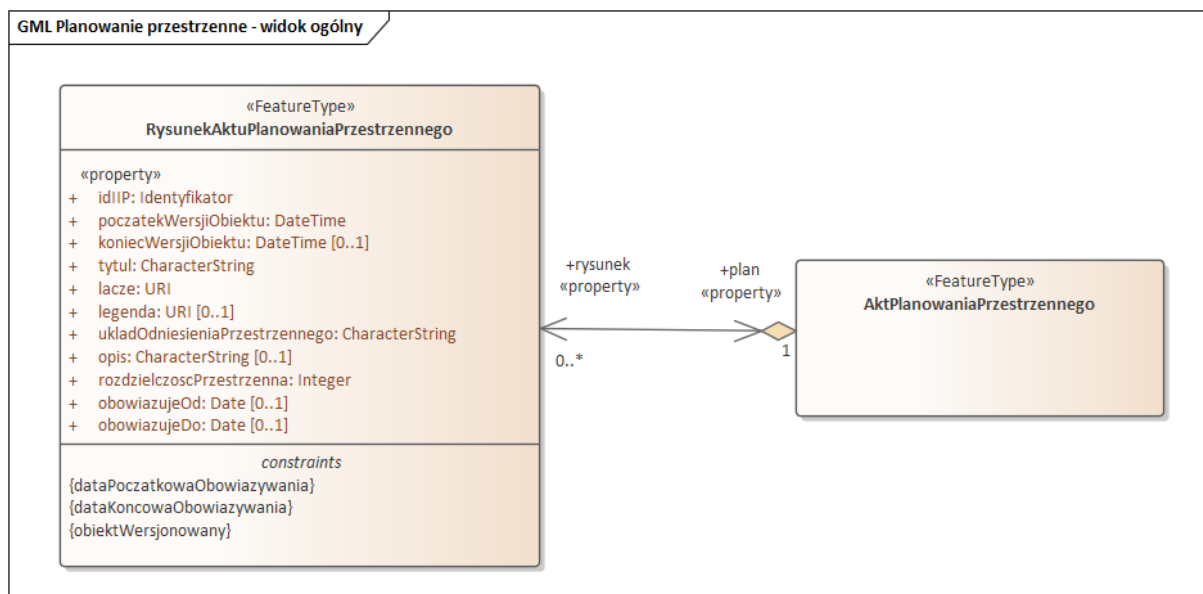 GML Planowanie przestrzenne - widok ogólny
«FeatureType»
RysunekAktuPlanowaniaPrzestrzennego
«property»
+ idIIP: Identyfikator
+ poczatekWersjiObiektu: DateTime
+ koniecWersjiObiektu: DateTime [0..1]
+ tytul: CharacterString
+ lacze: URI
+ legenda: URI [0..1]
+ ukladOdniesieniaPrzestrzennego: CharacterString
+ opis: CharacterString [0..1]
+ rozdzielczoscPrzestrzenna: Integer
+ obowiazujeOd: Date [0..1]
+ obowiazujeDo: Date [0..1]
constraints
{dataPoczatkowaObowiazywania}
{dataKoncowaObowiazywania}
{obiektWersjonowany}
+rysunek
«property»
0..*
+plan
«property»
1
«FeatureType»
AktPlanowaniaPrzestrzennego